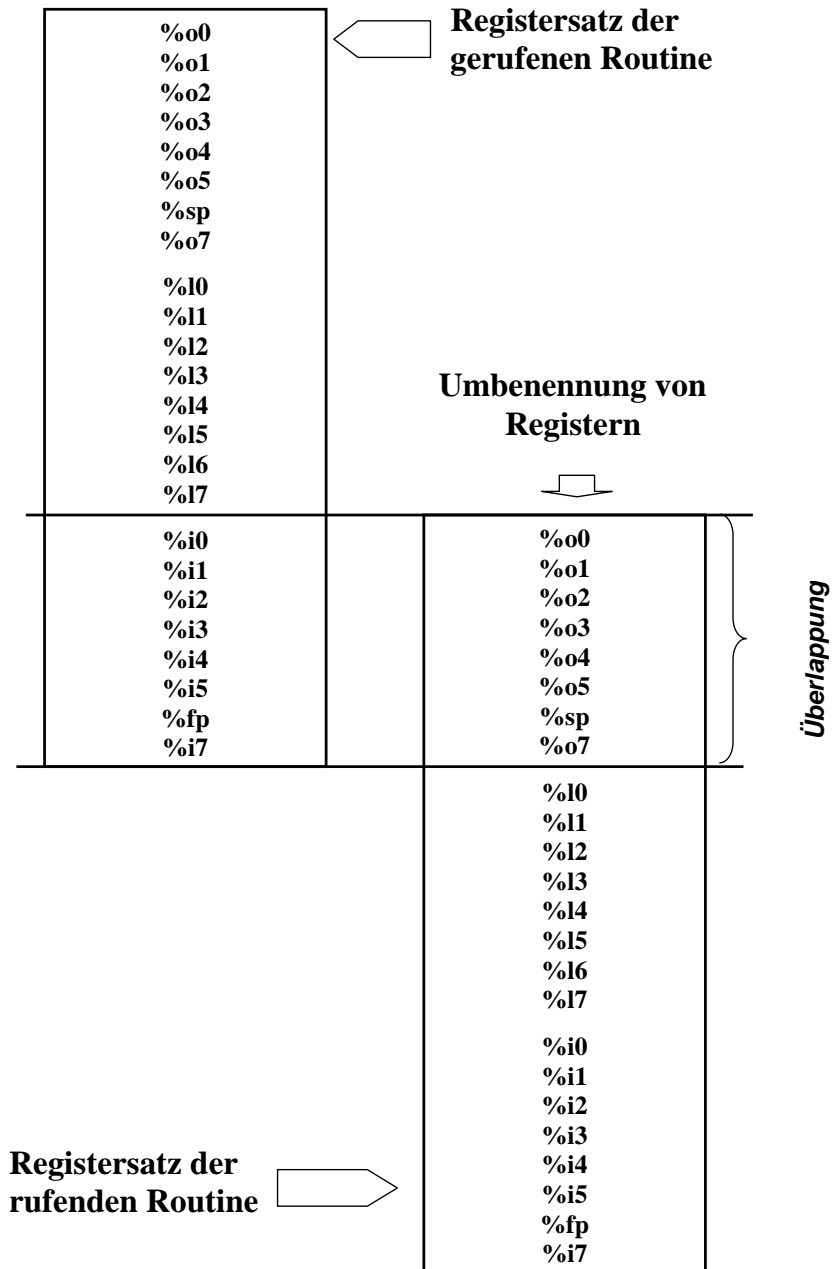 %o0
%o1
%o2
%o3
%o4
%o5
%sp
%o7
%l0
%l1
%l2
%l3
%l4
%l5
%l6
%l7
%i0
%i1
%i2
%i3
%i4
%i5
%fp
%i7
Registersatz der
gerufenen Routine
Umbenennung von
Registern
%o0
%o1
%o2
%o3
%o4
%o5
%sp
%o7
Überlappung
%l0
%l1
%l2
%l3
%l4
%l5
%l6
%l7
%i0
%i1
%i2
%i3
%i4
%i5
%fp
%i7
Registersatz der
rufenden Routine